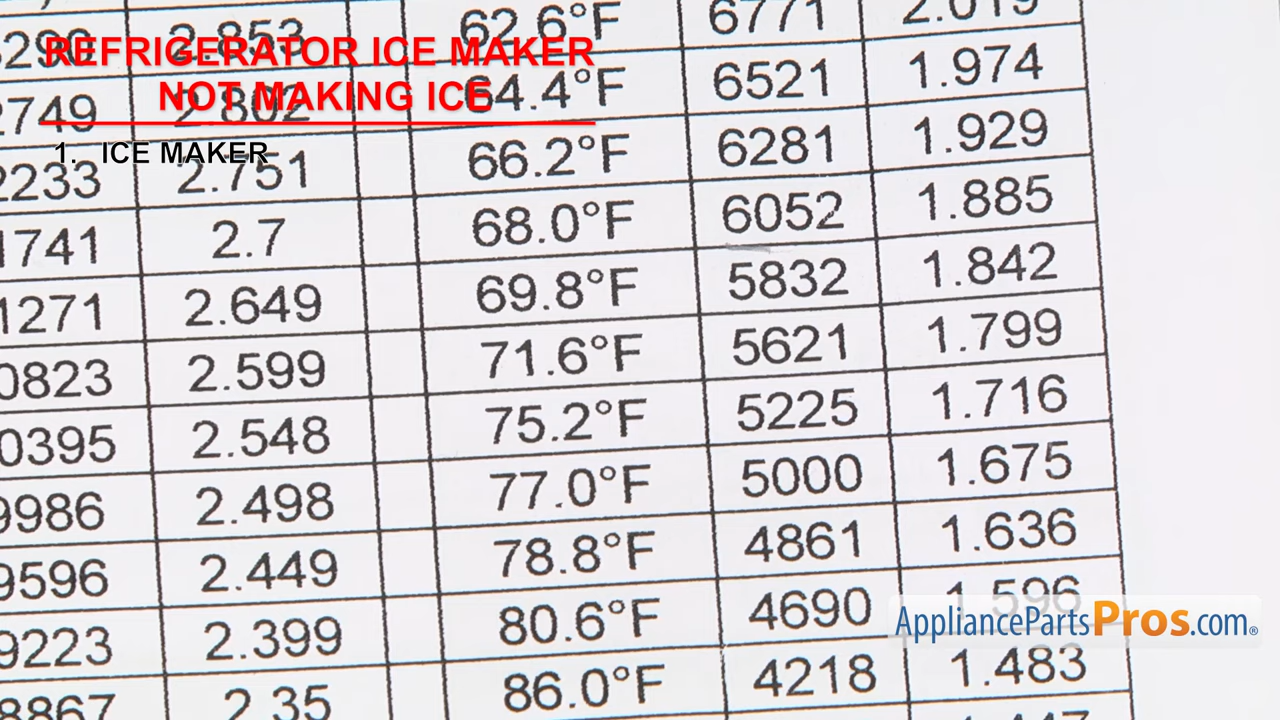 REFRIGERATOR ICE MAKER
NOT MAKING ICE
1. ICE MAKER
2.853 62.6°F 6771 2.019
2749 2.802 64.4°F 6521 1.974
2233 2.751 66.2°F 6281 1.929
1741 2.7 68.0°F 6052 1.885
1271 2.649 69.8°F 5832 1.842
0823 2.599 71.6°F 5621 1.799
0395 2.548 75.2°F 5225 1.716
9986 2.498 77.0°F 5000 1.675
9596 2.449 78.8°F 4861 1.636
9223 2.399 80.6°F 4690 1.596
8867 2.35 86.0°F 4218 1.483
AppliancePartsPros.com®